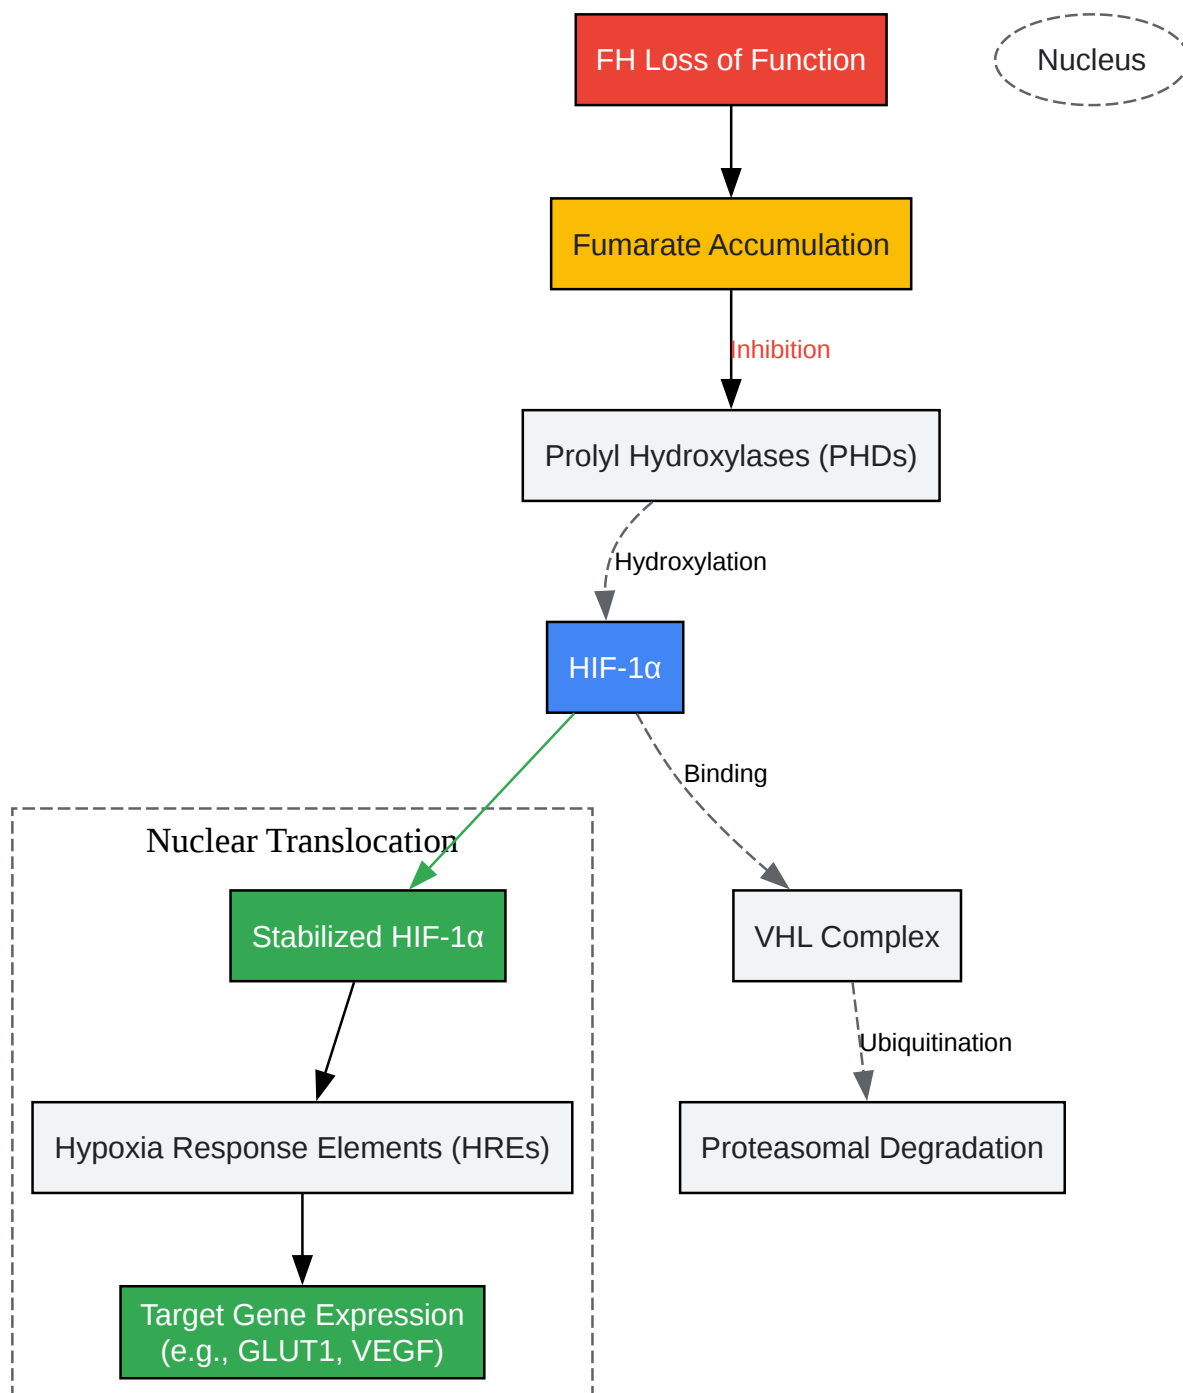 FH Loss of Function
Nucleus
Fumarate Accumulation
Inhibition
Prolyl Hydroxylases (PHDs)
Hydroxylation
HIF-1α
Binding
Nuclear Translocation
Stabilized HIF-1α
VHL Complex
Ubiquitination
Hypoxia Response Elements (HREs)
Proteasomal Degradation
Target Gene Expression
(e.g., GLUT1, VEGF)